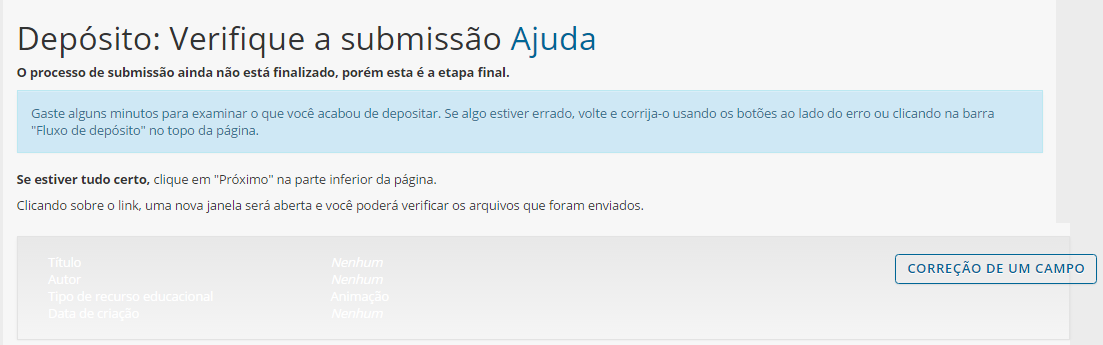 Depósito: Verifique a submissão Ajuda
O processo de submissão ainda não está finalizado, porém esta é a etapa final.
Gaste alguns minutos para examinar o que você acabou de depositar. Se algo estiver errado, volte e corrija-o usando os botões ao lado do erro ou clicando na barra
"Fluxo de depósito" no topo da página.
Se estiver tudo certo, clique em "Próximo" na parte inferior da página.
Clicando sobre o link, uma nova janela será aberta e você poderá verificar os arquivos que foram enviados.
Título Nenhum
CORREÇÃO DE UM CAMPO
Autor Nenhum
Tipo de recurso educacional Animação
Data de criação Nenhum